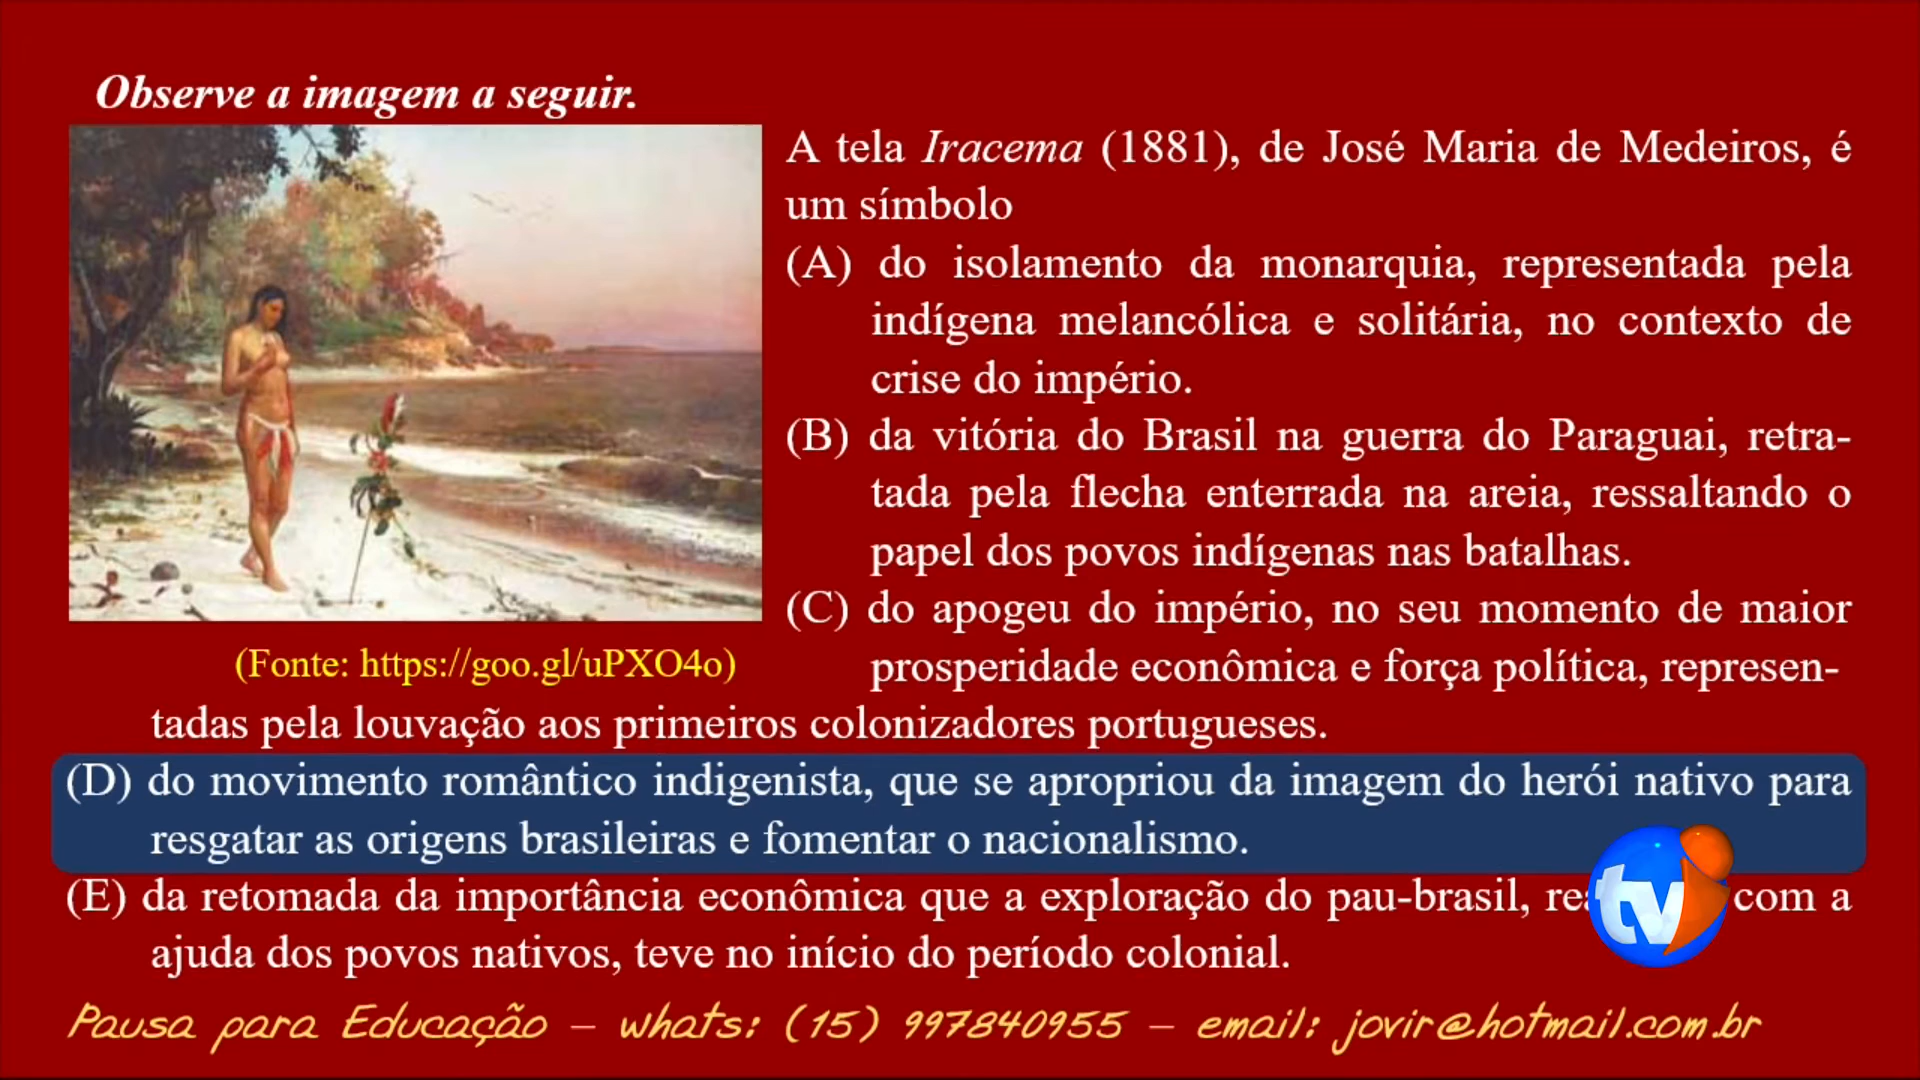 Observe a imagem a seguir.
A tela Iracema (1881), de José Maria de Medeiros, é
um símbolo
(A) do isolamento da monarquia, representada pela
indígena melancólica e solitária, no contexto de
crise do império.
(B) da vitória do Brasil na guerra do Paraguai, retra-
tada pela flecha enterrada na areia, ressaltando o
papel dos povos indígenas nas batalhas.
(C) do apogeu do império, no seu momento de maior
prosperidade econômica e força política, represen-
(Fonte: https://goo.gl/uPXO4o)
tadas pela louvação aos primeiros colonizadores portugueses.
(D) do movimento romântico indigenista, que se apropriou da imagem do herói nativo para
resgatar as origens brasileiras e fomentar o nacionalismo.
(E) da retomada da importância econômica que a exploração do pau-brasil, com a
ajuda dos povos nativos, teve no início do período colonial.
tv
Pausa para Educação – whats: (15) 997840955 – email: jovir@hotmail.com.br